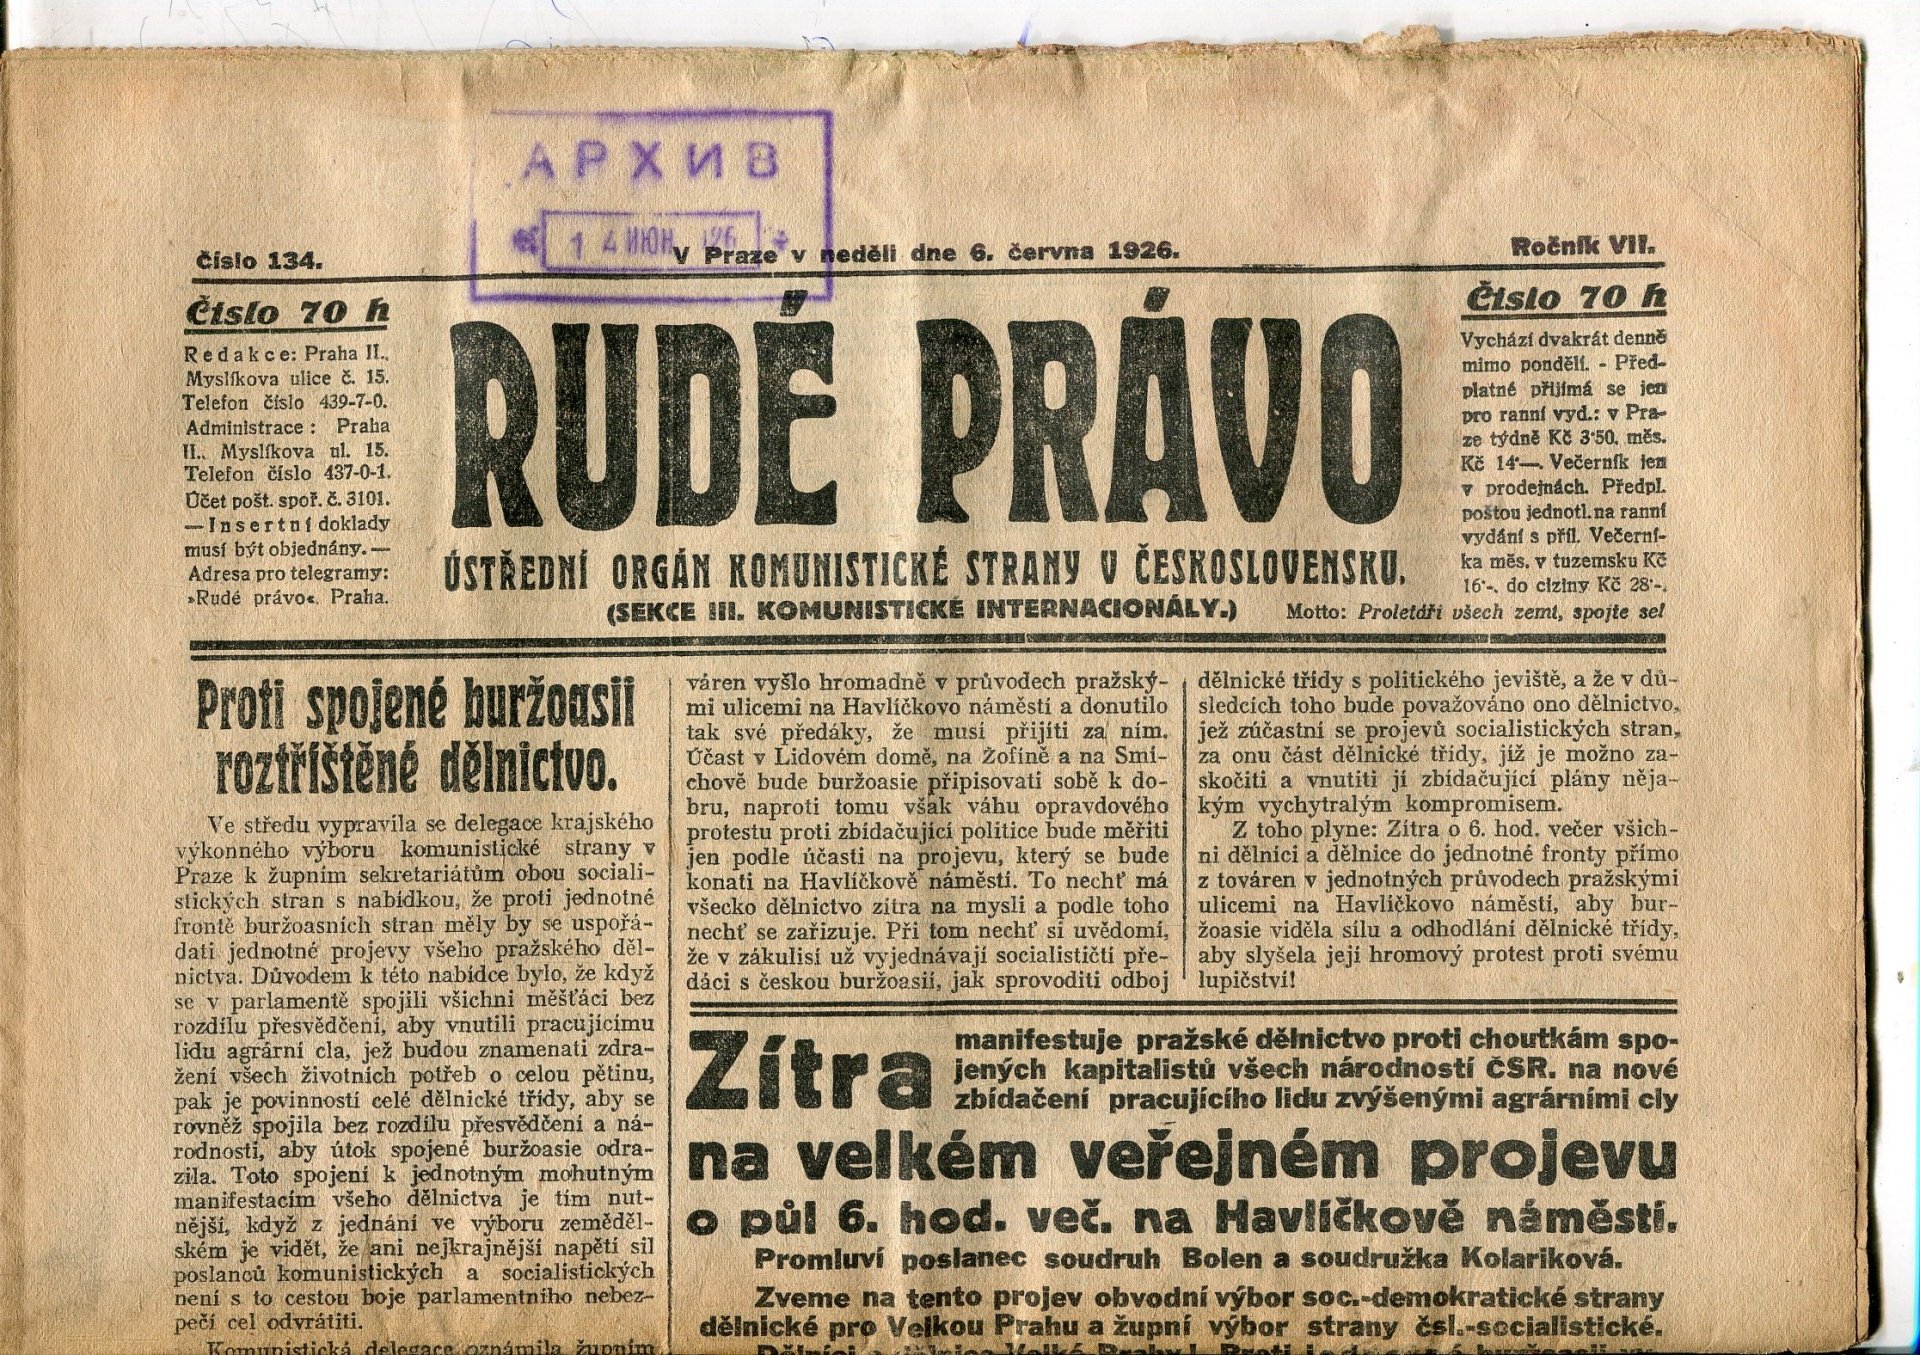 АРХИВ
14 ИЮН 926
Číslo 134.
V Praze v neděli dne 6. června 1926.
Ročník VII.
Číslo 70 h
Redakce: Praha II.,
Myslíkova ulice č. 15.
Telefon číslo 439-7-0.
Administrace: Praha
II., Myslíkova ul. 15.
Telefon číslo 437-0-1.
Účet pošt. spoř. č. 3101.
— Insertní doklady
musí být objednány. —
Adresa pro telegramy:
»Rudé právo«, Praha.
RUDÉ PRÁVO
ÚSTŘEDNÍ ORGÁN KOMUNISTICKÉ STRANY V ČESKOSLOVENSKU.
(SEKCE III. KOMUNISTICKÉ INTERNACIONÁLY.)
Motto: Proletáři všech zemí, spojte se!
Číslo 70 h
Vychází dvakrát denně
mimo pondělí. - Před-
platné přijímá se jen
pro ranní vyd.: v Pra-
ze týdně Kč 3·50, měs.
Kč 14·—. Večerník jen
v prodejnách. Předpl.
poštou jednotl. na ranní
vydání s příl. Večerní-
ka měs. v tuzemsku Kč
16·-, do ciziny Kč 28·-.
Proti spojené buržoasii
roztříštěné dělnictvo.
Ve středu vypravila se delegace krajského
výkonného výboru komunistické strany v
Praze k župním sekretariátům obou sociali-
stických stran s nabídkou, že proti jednotné
frontě buržoasních stran měly by se uspořá-
dati jednotné projevy všeho pražského děl-
nictva. Důvodem k této nabídce bylo, že když
se v parlamentě spojili všichni měšťáci bez
rozdílu přesvědčení, aby vnutili pracujícímu
lidu agrární cla, jež budou znamenati zdra-
žení všech životních potřeb o celou pětinu,
pak je povinností celé dělnické třídy, aby se
rovněž spojila bez rozdílu přesvědčení a ná-
rodnosti, aby útok spojené buržoasie odra-
zila. Toto spojení k jednotným mohutným
manifestacím všeho dělnictva je tím nut-
nější, když z jednání ve výboru zeměděl-
ském je vidět, že ani nejkrajnější napětí sil
poslanců komunistických a socialistických
není s to cestou boje parlamentního nebez-
pečí cel odvrátiti.
Komunistická delegace oznámila župním
váren vyšlo hromadně v průvodech pražský-
mi ulicemi na Havlíčkovo náměstí a donutilo
tak své předáky, že musí přijíti za ním.
Účast v Lidovém domě, na Žofíně a na Smí-
chově bude buržoasie připisovati sobě k do-
bru, naproti tomu však váhu opravdového
protestu proti zbídačující politice bude měřiti
jen podle účasti na projevu, který se bude
konati na Havlíčkově náměstí. To nechť má
všecko dělnictvo zítra na mysli a podle toho
nechť se zařizuje. Při tom nechť si uvědomí,
že v zákulisí už vyjednávají socialističtí pře-
dáci s českou buržoasií, jak sprovoditi odboj
dělnické třídy s politického jeviště, a že v dů-
sledcích toho bude považováno ono dělnictvo,
jež zúčastní se projevů socialistických stran,
za onu část dělnické třídy, jíž je možno za-
skočiti a vnutiti jí zbídačující plány něja-
kým vychytralým kompromisem.
Z toho plyne: Zítra o 6. hod. večer všich-
ni dělníci a dělnice do jednotné fronty přímo
z továren v jednotných průvodech pražskými
ulicemi na Havlíčkovo náměstí, aby bur-
žoasie viděla sílu a odhodlání dělnické třídy,
aby slyšela její hromový protest proti svému
lupičství!
Zítra
manifestuje pražské dělnictvo proti choutkám spo-
jených kapitalistů všech národností ČSR. na nové
zbídačení pracujícího lidu zvýšenými agrárními cly
na velkém veřejném projevu
o půl 6. hod. več. na Havlíčkově náměstí.
Promluví poslanec soudruh Bolen a soudružka Kolariková.
Zveme na tento projev obvodní výbor soc.-demokratické strany
dělnické pro Velkou Prahu a župní výbor strany čsl.-socialistické.
Dělníci a dělnice Velké Prahy! Proti